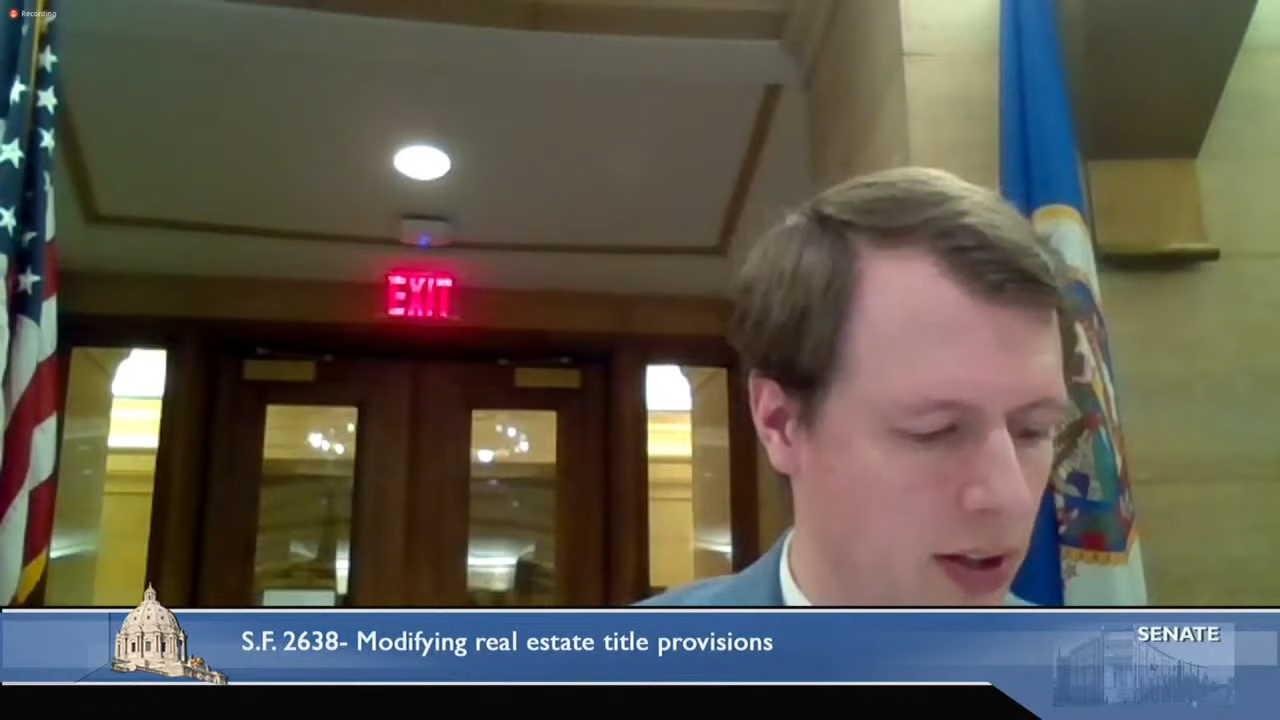 Recording
EXIT
S.F. 2638- Modifying real estate title provisions
SENATE